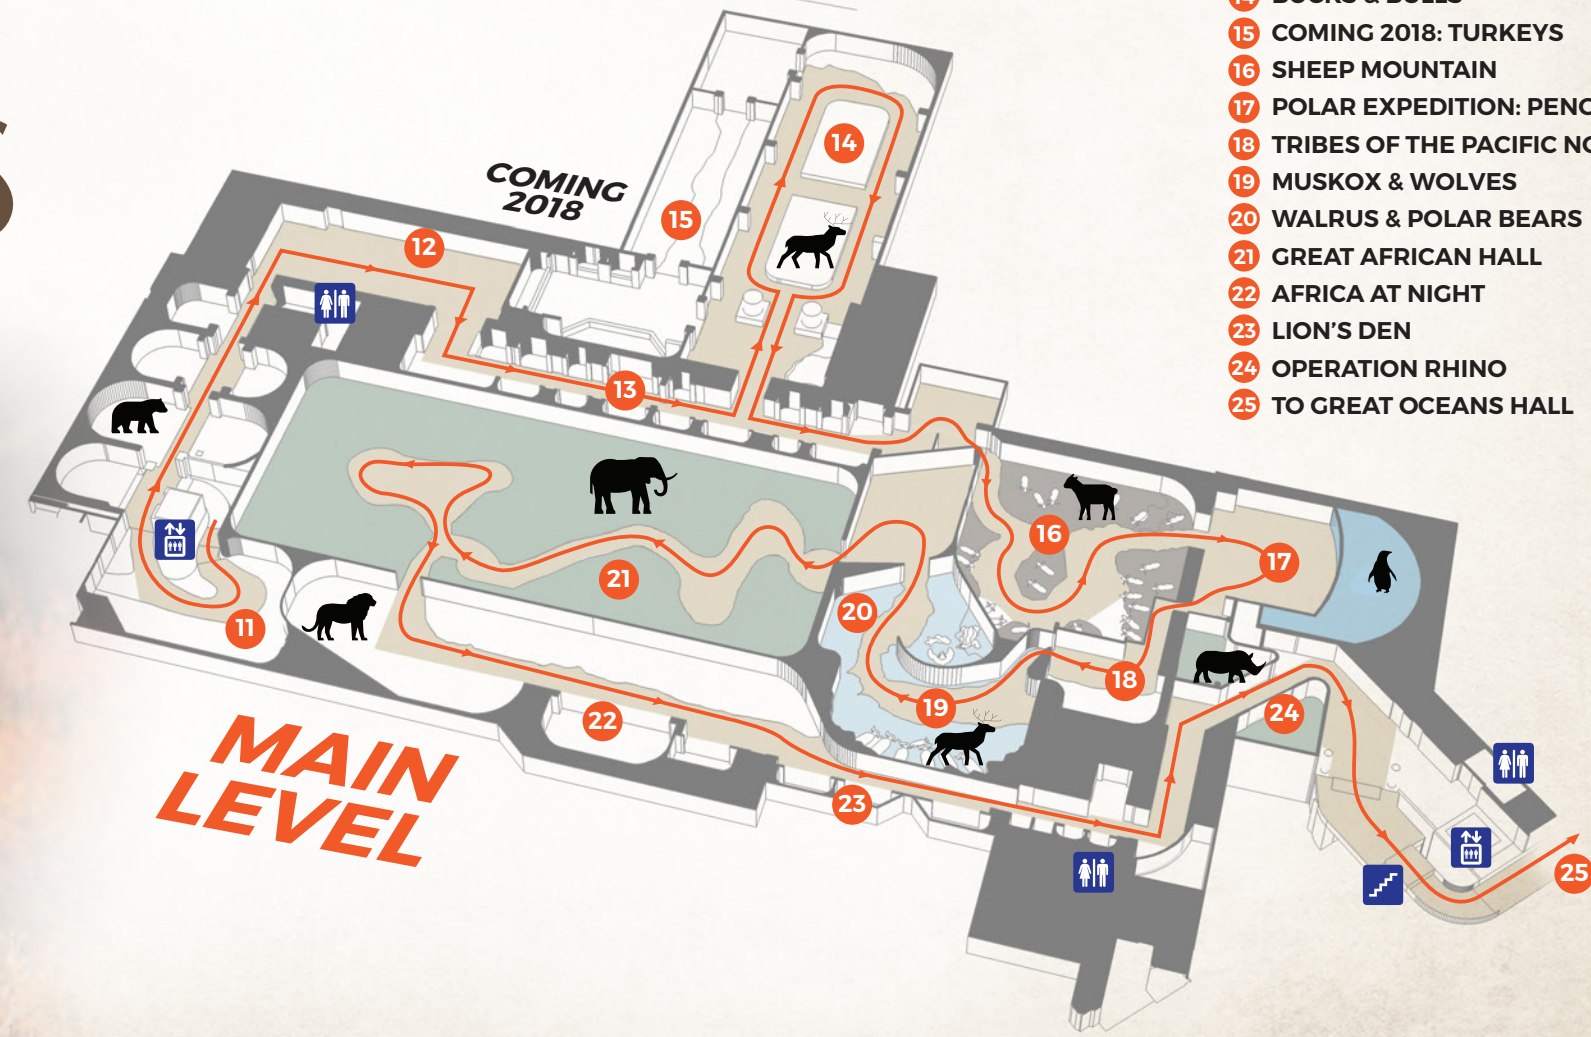 14 BUCKS & BULLS
15 COMING 2018: TURKEYS
16 SHEEP MOUNTAIN
17 POLAR EXPEDITION:
18 TRIBES OF THE PACIFIC
19 MUSKOX & WOLVES
20 WALRUS & POLAR BEARS
21 GREAT AFRICAN HALL
22 AFRICA AT NIGHT
23 LION’S DEN
24 OPERATION RHINO
25 TO GREAT OCEANS HALL
14
COMING
2018
15
12
13
16
17
21
20
11
18
19
22
24
MAIN
LEVEL
23
25